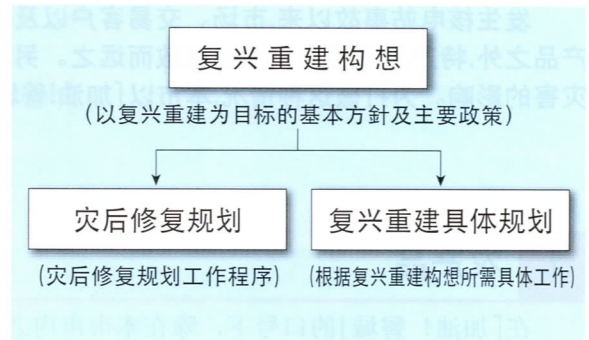 复兴重建构想
(以复兴重建为目标的基本方針及主要政策)
灾后修复规划
复兴重建具体规划
(灾后修复规划工作程序)
(根据复兴重建构想所需具体工作)